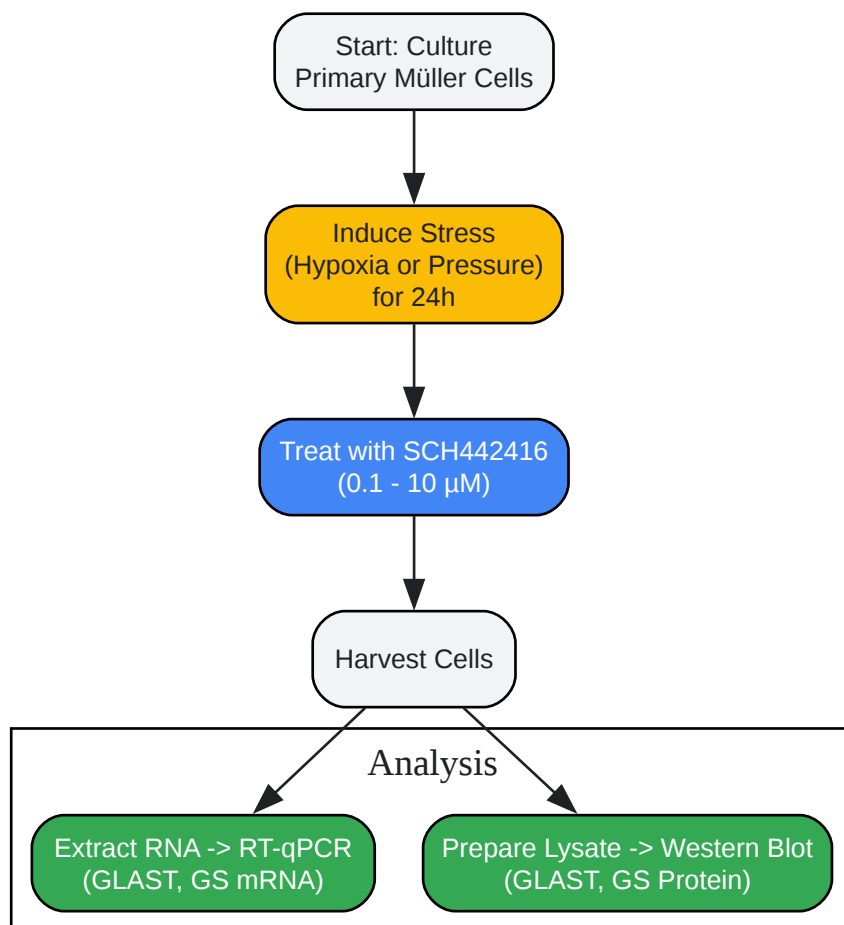 Start: Culture
Primary Müller Cells
Induce Stress
(Hypoxia or Pressure)
for 24h
Treat with SCH442416
(0.1 - 10 µM)
Harvest Cells
Analysis
Extract RNA -> RT-qPCR
(GLAST, GS mRNA)
Prepare Lysate -> Western Blot
(GLAST, GS Protein)